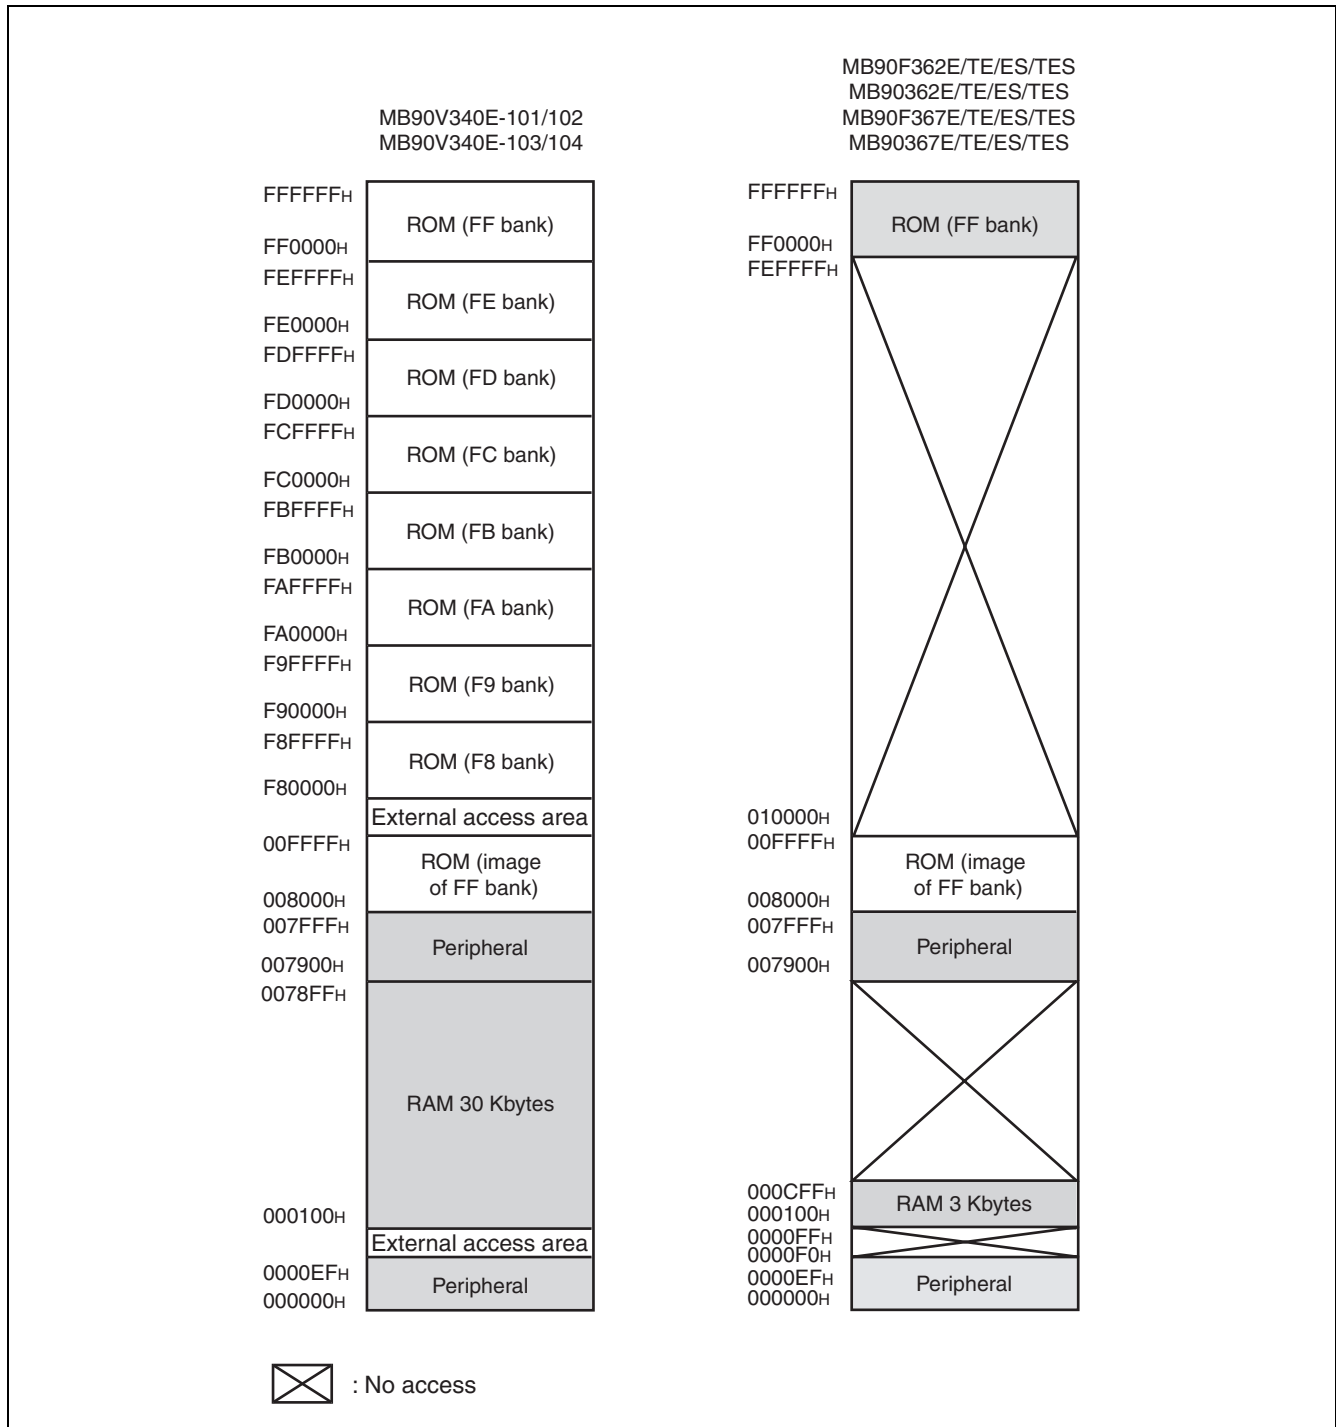 MB90V340E-101/102
MB90V340E-103/104
FFFFFFH
ROM (FF bank)
FF0000H
FEFFFFH
ROM (FE bank)
FE0000H
FDFFFFH
ROM (FD bank)
FD0000H
FCFFFFH
ROM (FC bank)
FC0000H
FBFFFFH
ROM (FB bank)
FB0000H
FAFFFFH
ROM (FA bank)
FA0000H
F9FFFFH
ROM (F9 bank)
F90000H
F8FFFFH
ROM (F8 bank)
F80000H
External access area
00FFFFH
ROM (image
of FF bank)
008000H
007FFFH
Peripheral
007900H
0078FFH
RAM 30 Kbytes
000100H
External access area
0000EFH
Peripheral
000000H
MB90F362E/TE/ES/TES
MB90362E/TE/ES/TES
MB90F367E/TE/ES/TES
MB90367E/TE/ES/TES
FFFFFFH
ROM (FF bank)
FF0000H
FEFFFFH
010000H
00FFFFH
ROM (image
of FF bank)
008000H
007FFFH
Peripheral
007900H
000CFFH
RAM 3 Kbytes
000100H
0000FFH
0000F0H
0000EFH
Peripheral
000000H
: No access